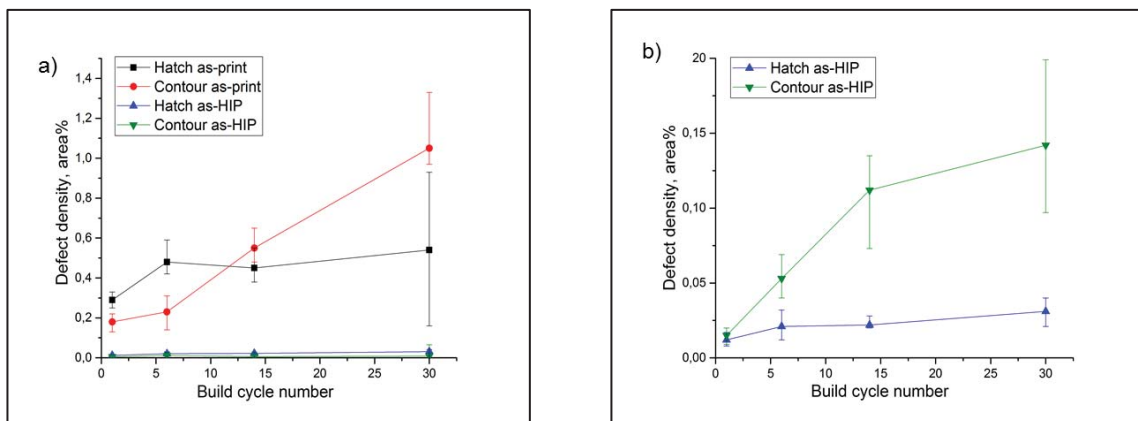 a)
Hatch as-print
Contour as-print
Hatch as-HIP
Contour as-HIP
1,4
1,2
1,0
0,8
0,6
0,4
0,2
0,0
Defect density, area%
0 5 10 15 20 25 30
Build cycle number
b)
Hatch as-HIP
Contour as-HIP
20
0,15
0,10
0,05
0,00
Defect density, area%
0 5 10 15 20 25 30
Build cycle number